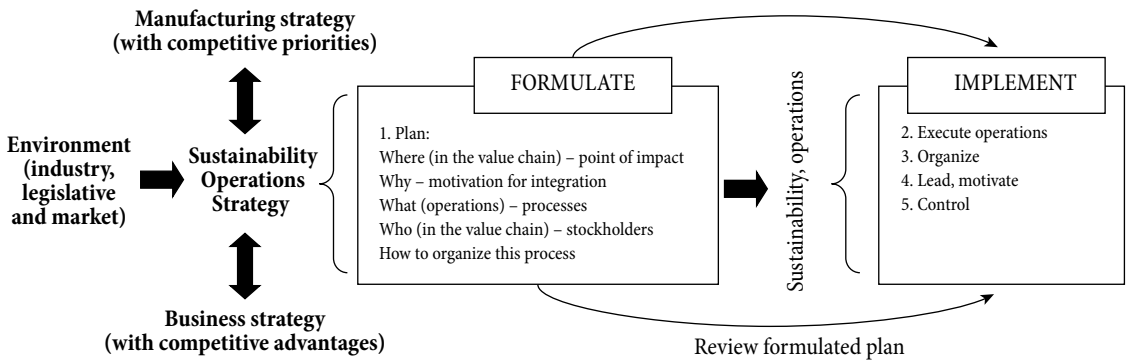 Manufacturing strategy
(with competitive priorities)
Environment
(industry,
legislative
and market)
Sustainability
Operations
Strategy
Business strategy
(with competitive advantages)
FORMULATE
1. Plan:
Where (in the value chain) – point of impact
Why – motivation for integration
What (operations) – processes
Who (in the value chain) – stockholders
How to organize this process
Sustainability, operations
IMPLEMENT
2. Execute operations
3. Organize
4. Lead, motivate
5. Control
Review formulated plan